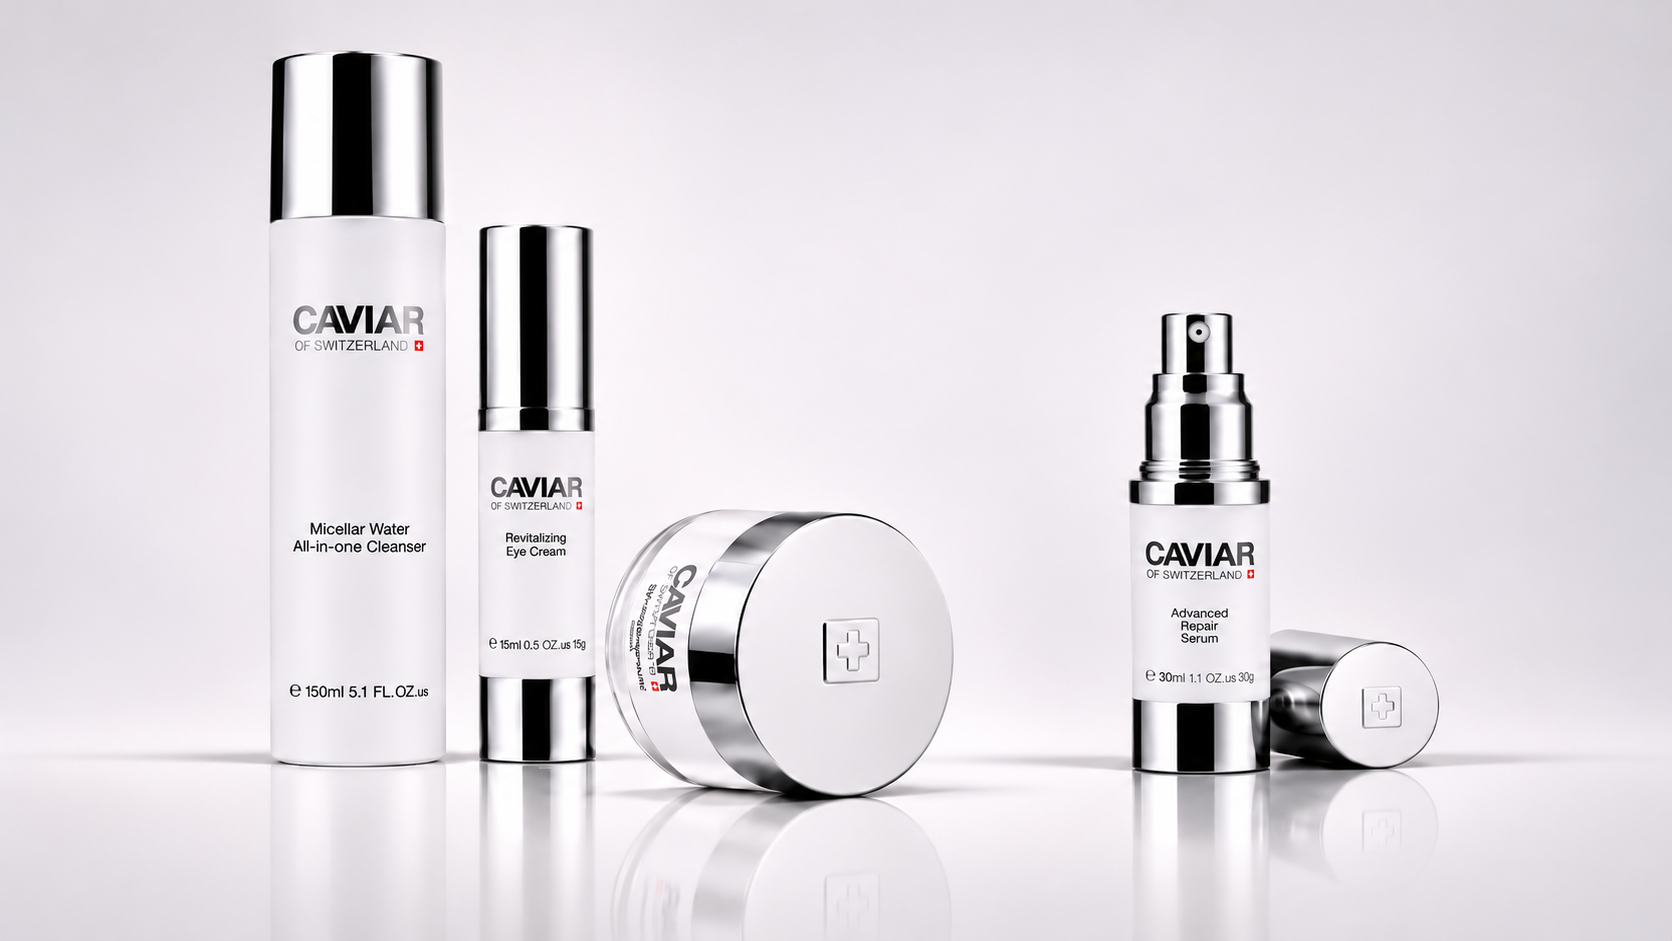 CAVIAR
OF SWITZERLAND
Micellar Water
All-in-one Cleanser
℮ 150ml 5.1 FL.OZ.us
CAVIAR
OF SWITZERLAND
Revitalizing
Eye Cream
℮ 15ml 0.5 OZ.us 15g
CAVIAR
CAVIAR
OF SWITZERLAND
Advanced
Repair
Serum
℮ 30ml 1.1 OZ.us 30g